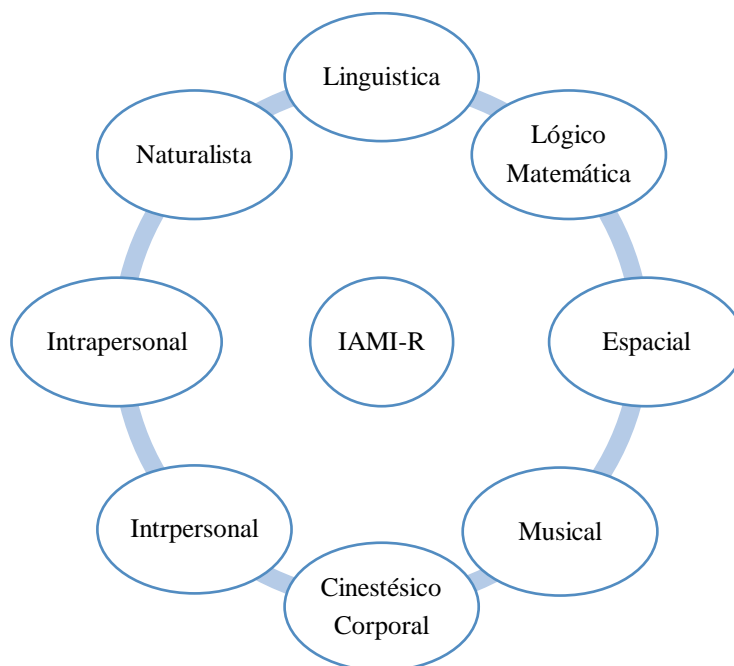 Linguistica
Lógico
Matemática
Naturalista
Intrapersonal
IAMI-R
Espacial
Intrpersonal
Musical
Cinestésico
Corporal